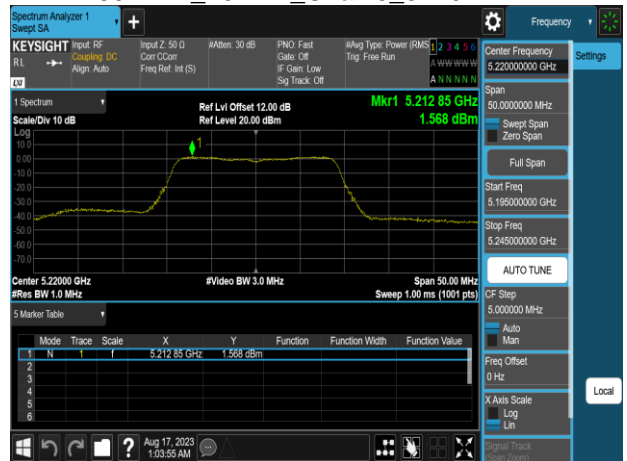 Spectrum Analyzer 1
Swept SA
+
Frequency
KEYSIGHT
RL
Input: RF
Coupling: DC
Align: Auto
Input Z: 50 Ω
Corr CCorr
Freq Ref: Int (S)
#Atten: 30 dB
PNO: Fast
Gate: Off
IF Gain: Low
Sig Track: Off
#Avg Type: Power (RMS
Trig: Free Run
1 2 3 4 5 6
A W W W W W
A N N N N N
LXI
1 Spectrum
Scale/Div 10 dB
Ref Lvl Offset 12.00 dB
Ref Level 20.00 dBm
Mkr1 5.212 85 GHz
1.568 dBm
Log
10.0
0.00
-10.0
-20.0
-30.0
-40.0
-50.0
-60.0
-70.0
1
Center 5.22000 GHz
#Video BW 3.0 MHz
Span 50.00 MHz
#Res BW 1.0 MHz
Sweep 1.00 ms (1001 pts)
5 Marker Table
Mode Trace Scale X Y Function Function Width Function Value
1 N 1 f 5.212 85 GHz 1.568 dBm
2
3
4
5
6
Aug 17, 2023
1:03:55 AM
?
Center Frequency
5.220000000 GHz
Settings
Span
50.0000000 MHz
Swept Span
Zero Span
Full Span
Start Freq
5.195000000 GHz
Stop Freq
5.245000000 GHz
AUTO TUNE
CF Step
5.000000 MHz
Auto
Man
Freq Offset
0 Hz
X Axis Scale
Log
Lin
Local
Signal Track
(Span Zoom)